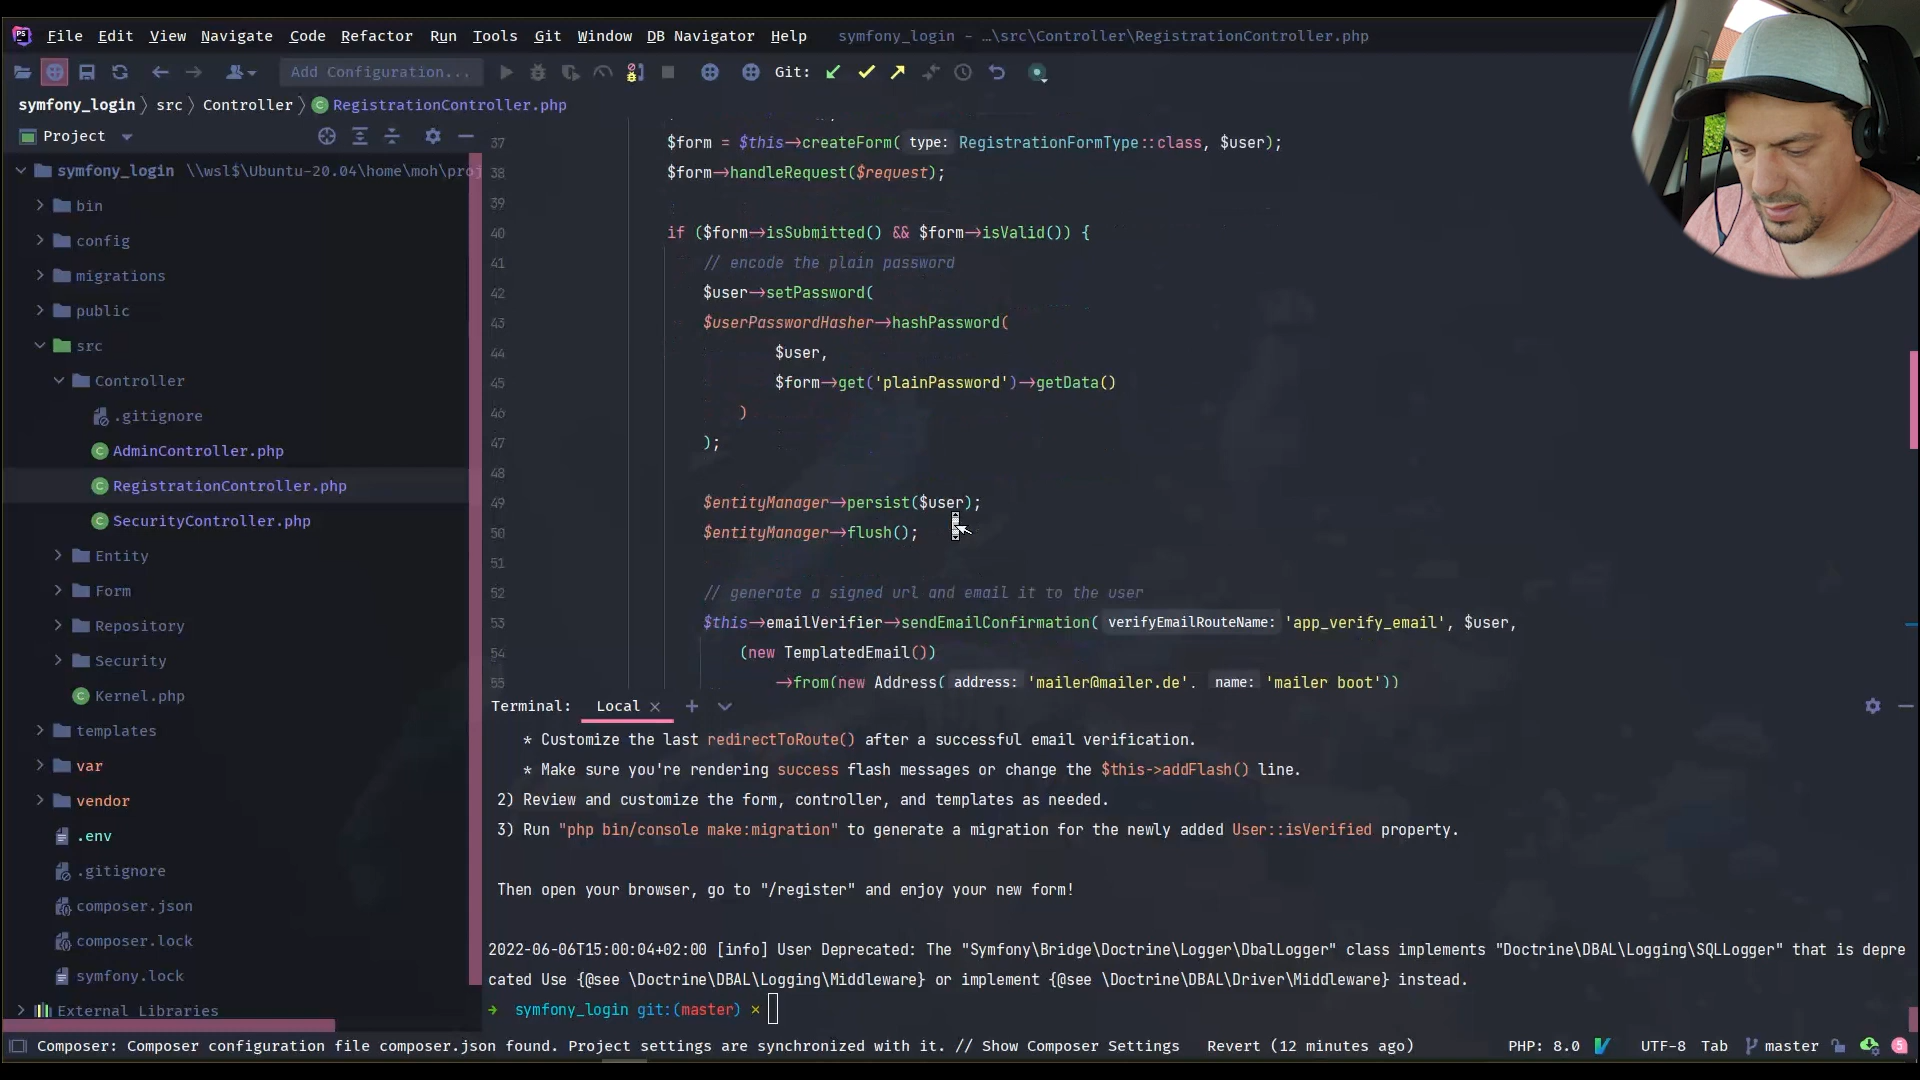 PS File Edit View Navigate Code Refactor Run Tools Git Window DB Navigator Help symfony_login - …\src\Controller\RegistrationController.php
Add Configuration... Git:
symfony_login src Controller RegistrationController.php
Project
symfony_login \\wsl$\Ubuntu-20.04\home\moh\proj
bin
config
migrations
public
src
Controller
.gitignore
AdminController.php
RegistrationController.php
SecurityController.php
Entity
Form
Repository
Security
Kernel.php
templates
var
vendor
.env
.gitignore
composer.json
composer.lock
symfony.lock
External Libraries
37 $form = $this→createForm( type: RegistrationFormType::class, $user);
38 $form→handleRequest($request);
39
40 if ($form→isSubmitted() && $form→isValid()) {
41 // encode the plain password
42 $user→setPassword(
43 $userPasswordHasher→hashPassword(
44 $user,
45 $form→get('plainPassword')→getData()
46 )
47 );
48
49 $entityManager→persist($user);
50 $entityManager→flush();
51
52 // generate a signed url and email it to the user
53 $this→emailVerifier→sendEmailConfirmation( verifyEmailRouteName: 'app_verify_email', $user,
54 (new TemplatedEmail())
55 →from(new Address( address: 'mailer@mailer.de', name: 'mailer boot'))
Terminal: Local
* Customize the last redirectToRoute() after a successful email verification.
* Make sure you're rendering success flash messages or change the $this->addFlash() line.
2) Review and customize the form, controller, and templates as needed.
3) Run "php bin/console make:migration" to generate a migration for the newly added User::isVerified property.
Then open your browser, go to "/register" and enjoy your new form!
2022-06-06T15:00:04+02:00 [info] User Deprecated: The "Symfony\Bridge\Doctrine\Logger\DbalLogger" class implements "Doctrine\DBAL\Logging\SQLLogger" that is depre
cated Use {@see \Doctrine\DBAL\Logging\Middleware} or implement {@see \Doctrine\DBAL\Driver\Middleware} instead.
→ symfony_login git:(master) ×
Composer: Composer configuration file composer.json found. Project settings are synchronized with it. // Show Composer Settings Revert (12 minutes ago) PHP: 8.0 UTF-8 Tab master 5